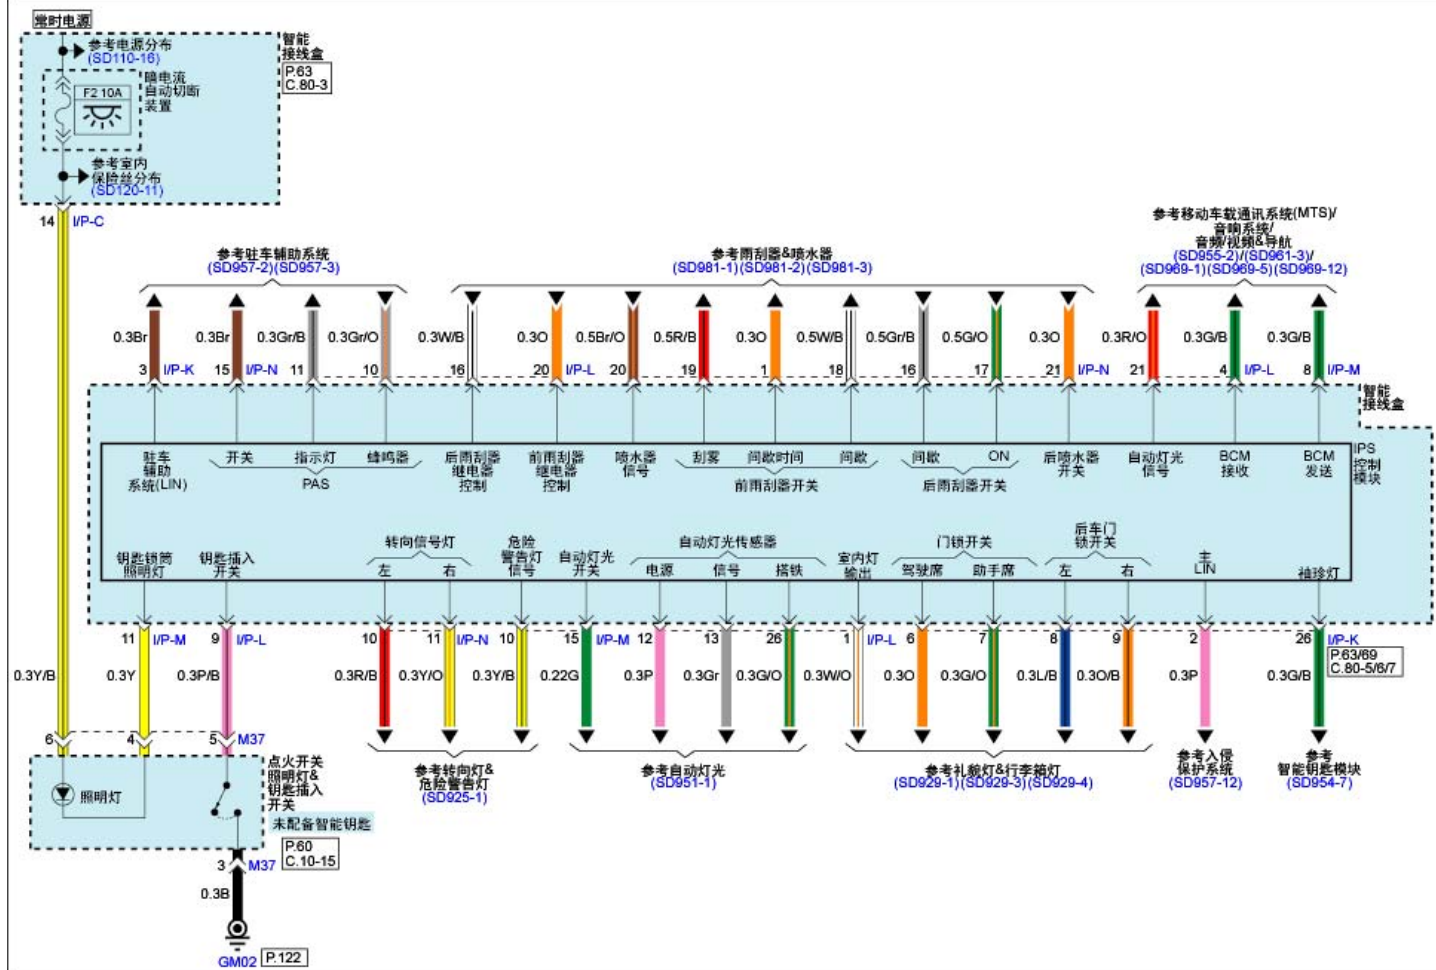 常时电源
参考电源分布
(SD110-16)
智能
接线盒
P.63
C.80-3
暗电流
自动切断
装置
F2 10A
参考室内
保险丝分布
(SD120-11)
14 I/P-C
参考驻车辅助系统
(SD957-2)(SD957-3)
参考雨刮器&喷水器
(SD981-1)(SD981-2)(SD981-3)
参考移动车载通讯系统(MTS)/
音响系统/
音频/视频&导航
(SD955-2)/(SD961-3)/
(SD969-1)(SD969-5)(SD969-12)
0.3Br 0.3Br 0.3Gr/B 0.3Gr/O 0.3W/B 0.3O 0.5Br/O 0.5R/B 0.3O 0.5W/B 0.5Gr/B 0.5G/O 0.3O 0.3R/O 0.3G/B 0.3G/B
3 I/P-K 15 I/P-N 11 10 16 20 I/P-L 20 19 1 18 16 17 21 I/P-N 21 4 I/P-L 8 I/P-M
智能
接线盒
IPS
控制
模块
驻车
辅助
系统(LIN)
开关 指示灯 蜂鸣器
PAS
后雨刮器
继电器
控制
前雨刮器
继电器
控制
喷水器
信号
刮雾 间歇时间 间歇
前雨刮器开关
间歇 ON
后雨刮器开关
后喷水器
开关
自动灯光
信号
BCM
接收
BCM
发送
钥匙锁筒
照明灯
钥匙插入
开关
转向信号灯
左 右
危险
警告灯
信号
自动灯光
开关
自动灯光传感器
电源 信号 搭铁
室内灯
输出
门锁开关
驾驶席 助手席
后车门
锁开关
左 右
主
LIN
袖珍灯
11 I/P-M 9 I/P-L 10 11 I/P-N 10 15 I/P-M 12 13 26 1 I/P-L 6 7 8 9 2 26 I/P-K
P.63/69
C.80-5/6/7
0.3Y/B 0.3Y 0.3P/B 0.3R/B 0.3Y/O 0.3Y/B 0.22G 0.3P 0.3Gr 0.3G/O 0.3W/O 0.3O 0.3G/O 0.3L/B 0.3O/B 0.3P 0.3G/B
6 4 5 M37
点火开关
照明灯&
钥匙插入
开关
照明灯
未配备智能钥匙
P.60
C.10-15
参考转向灯&
危险警告灯
(SD925-1)
参考自动灯光
(SD951-1)
参考礼貌灯&行李箱灯
(SD929-1)(SD929-3)(SD929-4)
参考入侵
保护系统
(SD957-12)
参考
智能钥匙模块
(SD954-7)
3 M37
0.3B
GM02 P.122